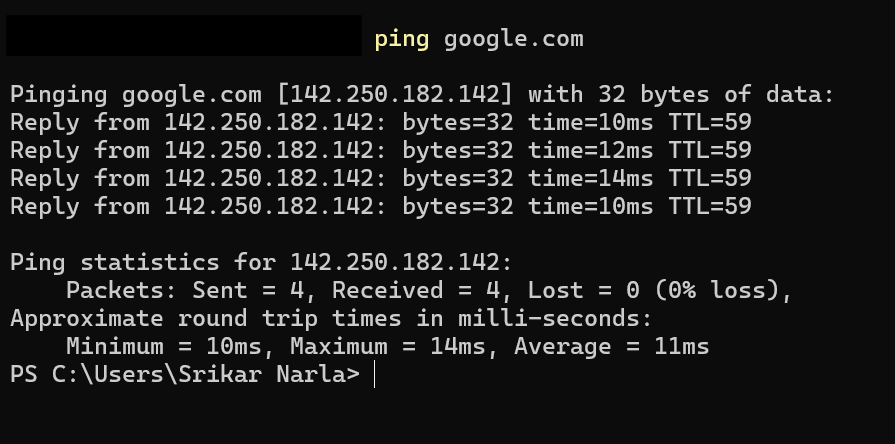 ping google.com
Pinging google.com [142.250.182.142] with 32 bytes of data:
Reply from 142.250.182.142: bytes=32 time=10ms TTL=59
Reply from 142.250.182.142: bytes=32 time=12ms TTL=59
Reply from 142.250.182.142: bytes=32 time=14ms TTL=59
Reply from 142.250.182.142: bytes=32 time=10ms TTL=59
Ping statistics for 142.250.182.142:
Packets: Sent = 4, Received = 4, Lost = 0 (0% loss),
Approximate round trip times in milli-seconds:
Minimum = 10ms, Maximum = 14ms, Average = 11ms
PS C:\Users\Srikar Narla>